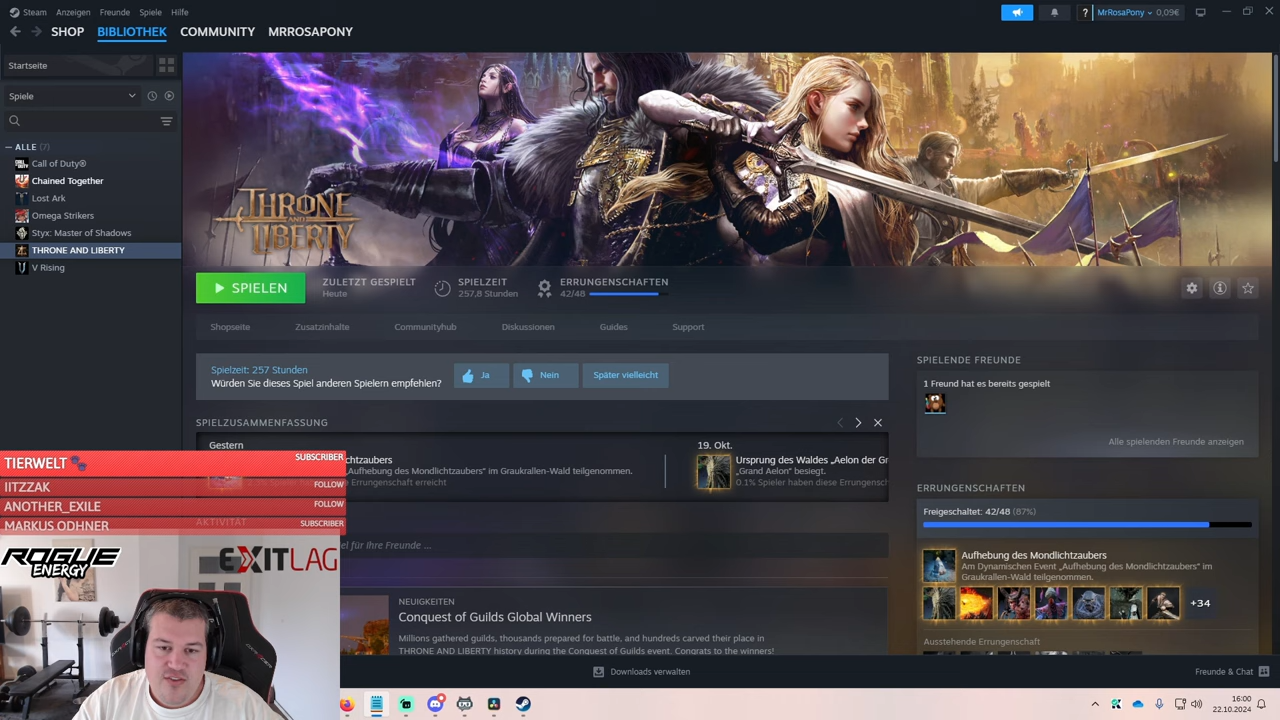 Steam Anzeigen Freunde Spiele Hilfe
? MrRosaPony 0,09€
SHOP BIBLIOTHEK COMMUNITY MRROSAPONY
Startseite
Spiele
THRONE AND LIBERTY
ALLE (7)
Call of Duty®
Chained Together
Lost Ark
Omega Strikers
Styx: Master of Shadows
THRONE AND LIBERTY
V Rising
SPIELEN
ZULETZT GESPIELT
Heute
SPIELZEIT
257,8 Stunden
ERRUNGENSCHAFTEN
42/48
Shopseite Zusatzinhalte Communityhub Diskussionen Guides Support
Spielzeit: 257 Stunden
Würden Sie dieses Spiel anderen Spielern empfehlen?
Ja Nein Später vielleicht
SPIELENDE FREUNDE
1 Freund hat es bereits gespielt
Alle spielenden Freunde anzeigen
SPIELZUSAMMENFASSUNG
Gestern
chtzaubers
„Aufhebung des Mondlichtzaubers" im Graukrallen-Wald teilgenommen.
Spieler haben diese Errungenschaft erreicht
19. Okt.
Ursprung des Waldes „Aelon der Gr
„Grand Aelon" besiegt.
0.1% Spieler haben diese Errungensch
TIERWELT SUBSCRIBER
IITZZAK FOLLOW
ANOTHER_EXILE FOLLOW
MARKUS ODHNER SUBSCRIBER
AKTIVITÄT
el für Ihre Freunde ...
ROGUE
ENERGY
EXITLAG
ERRUNGENSCHAFTEN
Freigeschaltet: 42/48 (87%)
Aufhebung des Mondlichtzaubers
Am Dynamischen Event „Aufhebung des Mondlichtzaubers" im
Graukrallen-Wald teilgenommen.
+34
Ausstehende Errungenschaft
NEUIGKEITEN
Conquest of Guilds Global Winners
Millions gathered guilds, thousands prepared for battle, and hundreds carved their place in
THRONE AND LIBERTY history during the Conquest of Guilds event. Congrats to the winners!
Downloads verwalten
Freunde & Chat
16:00
22.10.2024